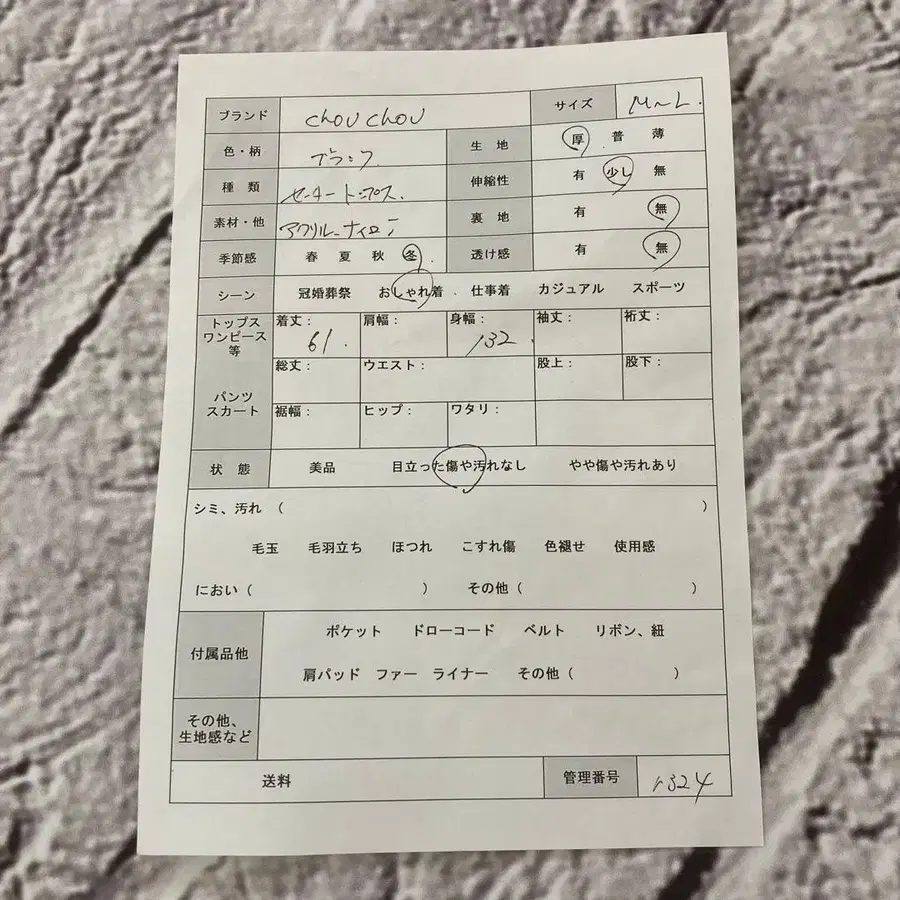 ブランド chou chou サイズ M〜L.
色・柄 ブラック. 生 地 厚 普 薄
種 類 セーター トップス. 伸縮性 有 少し 無
素材・他 アクリル-ナイロン 裏 地 有 無
季節感 春 夏 秋 冬 透け感 有 無
シーン 冠婚葬祭 おしゃれ着 仕事着 カジュアル スポーツ
トップス ワンピース 等 着丈: 61. 肩幅: 身幅: 132. 袖丈: 裄丈:
パンツ スカート 総丈: ウエスト: 股上: 股下:
裾幅: ヒップ: ワタリ:
状 態 美品 目立った傷や汚れなし やや傷や汚れあり
シミ、汚れ ( )
毛玉 毛羽立ち ほつれ こすれ傷 色褪せ 使用感
におい ( ) その他 ( )
付属品他 ポケット ドローコード ベルト リボン、紐
肩パッド ファー ライナー その他 ( )
その他、
生地感など
送料 管理番号 1324